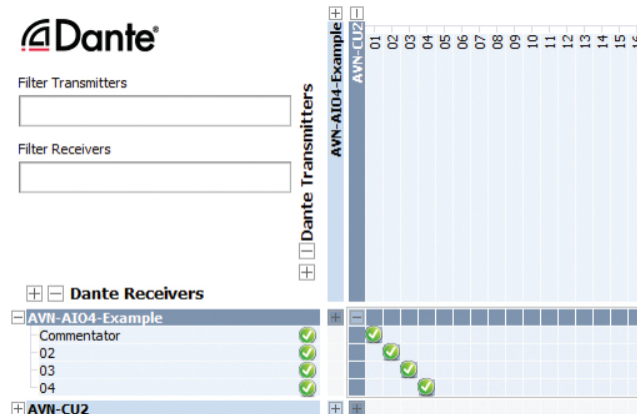 Dante®
Filter Transmitters
Filter Receivers
Dante Transmitters
AVN-AIO4-Example
AVN-CU2
01 02 03 04 05 06 07 08 09 10 11 12 13 14 15
Dante Receivers
AVN-AIO4-Example
Commentator
02
03
04
AVN-CU2